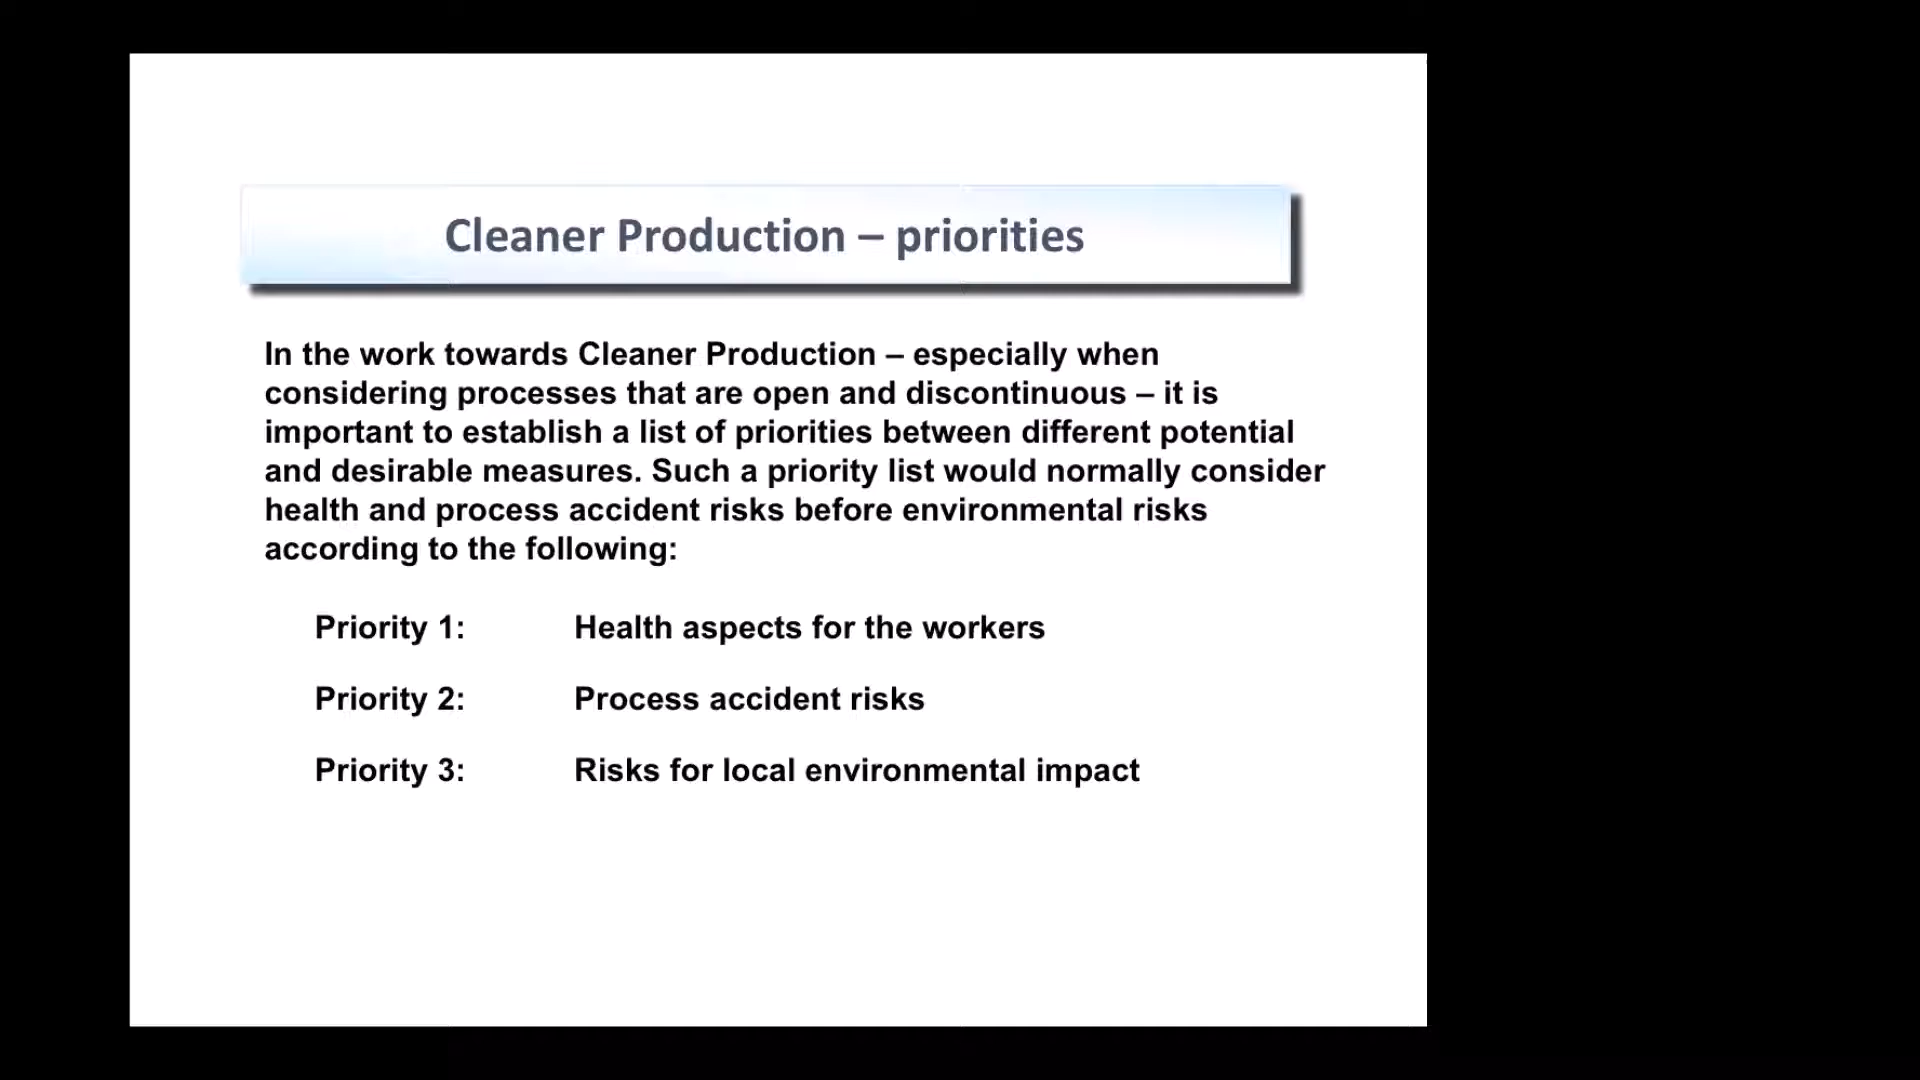 Cleaner Production – priorities
In the work towards Cleaner Production – especially when
considering processes that are open and discontinuous – it is
important to establish a list of priorities between different potential
and desirable measures. Such a priority list would normally consider
health and process accident risks before environmental risks
according to the following:
Priority 1: Health aspects for the workers
Priority 2: Process accident risks
Priority 3: Risks for local environmental impact